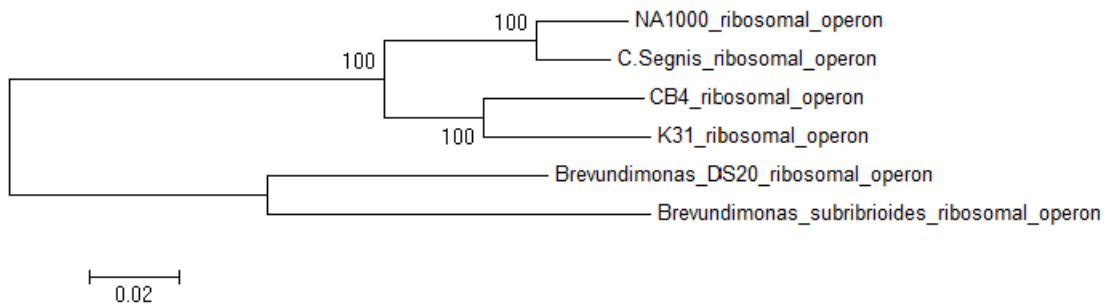 NA1000_ribosomal_operon
100
C.Segnis_ribosomal_operon
100
CB4_ribosomal_operon
100
K31_ribosomal_operon
Brevundimonas_DS20_ribosomal_operon
Brevundimonas_subribrioides_ribosomal_operon
0.02